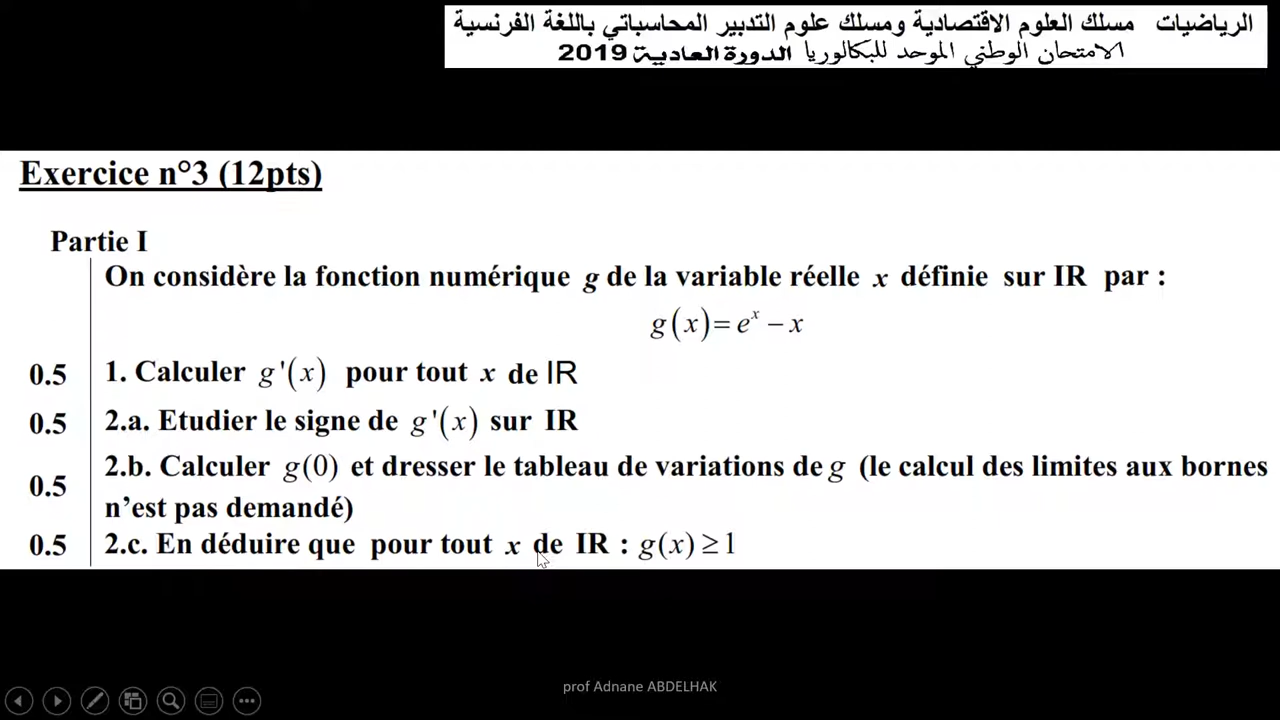 الرياضيات مسلك العلوم الاقتصادية ومسلك علوم التدبير المحاسباتي باللغة الفرنسية
الامتحان الوطني الموحد للبكالوريا الدورة العادية 2019
Exercice n°3 (12pts)
Partie I
On considère la fonction numérique g de la variable réelle x définie sur IR par :
g(x)= e^x − x
0.5 1. Calculer g'(x) pour tout x de IR
0.5 2.a. Etudier le signe de g'(x) sur IR
0.5 2.b. Calculer g(0) et dresser le tableau de variations de g (le calcul des limites aux bornes
n'est pas demandé)
0.5 2.c. En déduire que pour tout x de IR : g(x) ≥ 1
prof Adnane ABDELHAK